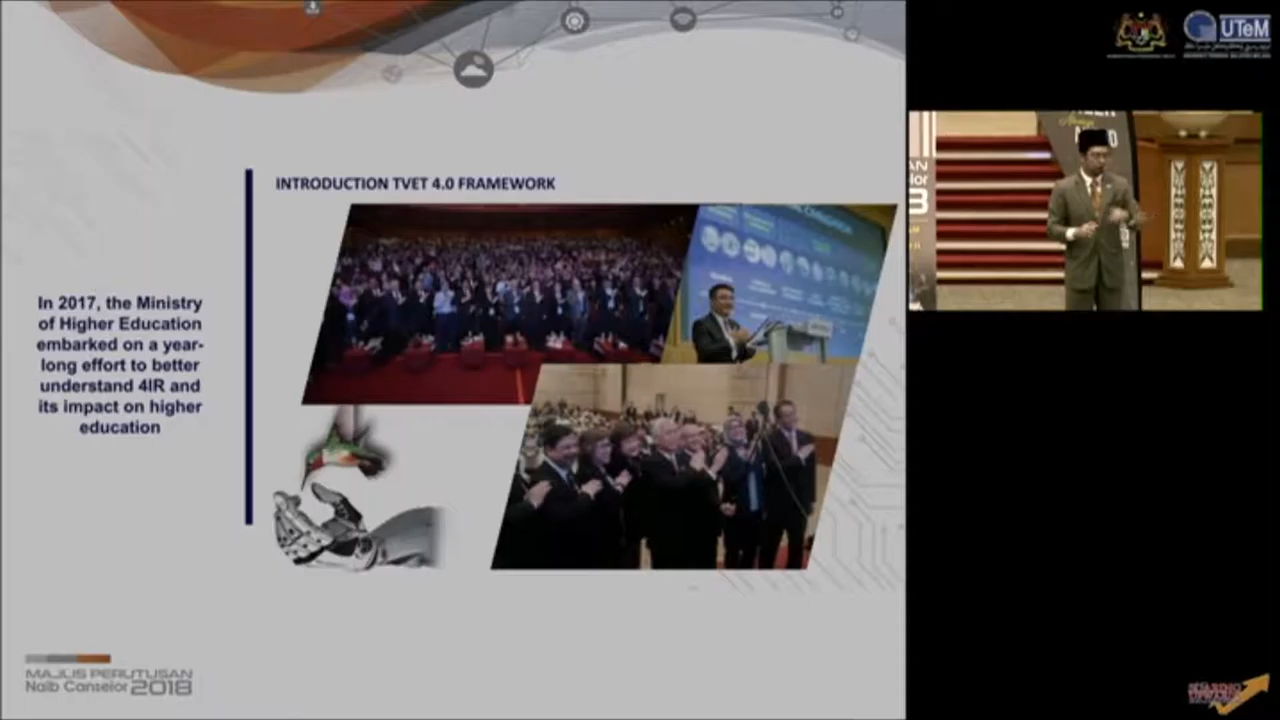 INTRODUCTION TVET 4.0 FRAMEWORK
In 2017, the Ministry
of Higher Education
embarked on a year-
long effort to better
understand 4IR and
its impact on higher
education
MAJLIS PERUTUSAN
Naib Canselor 2018
UTeM